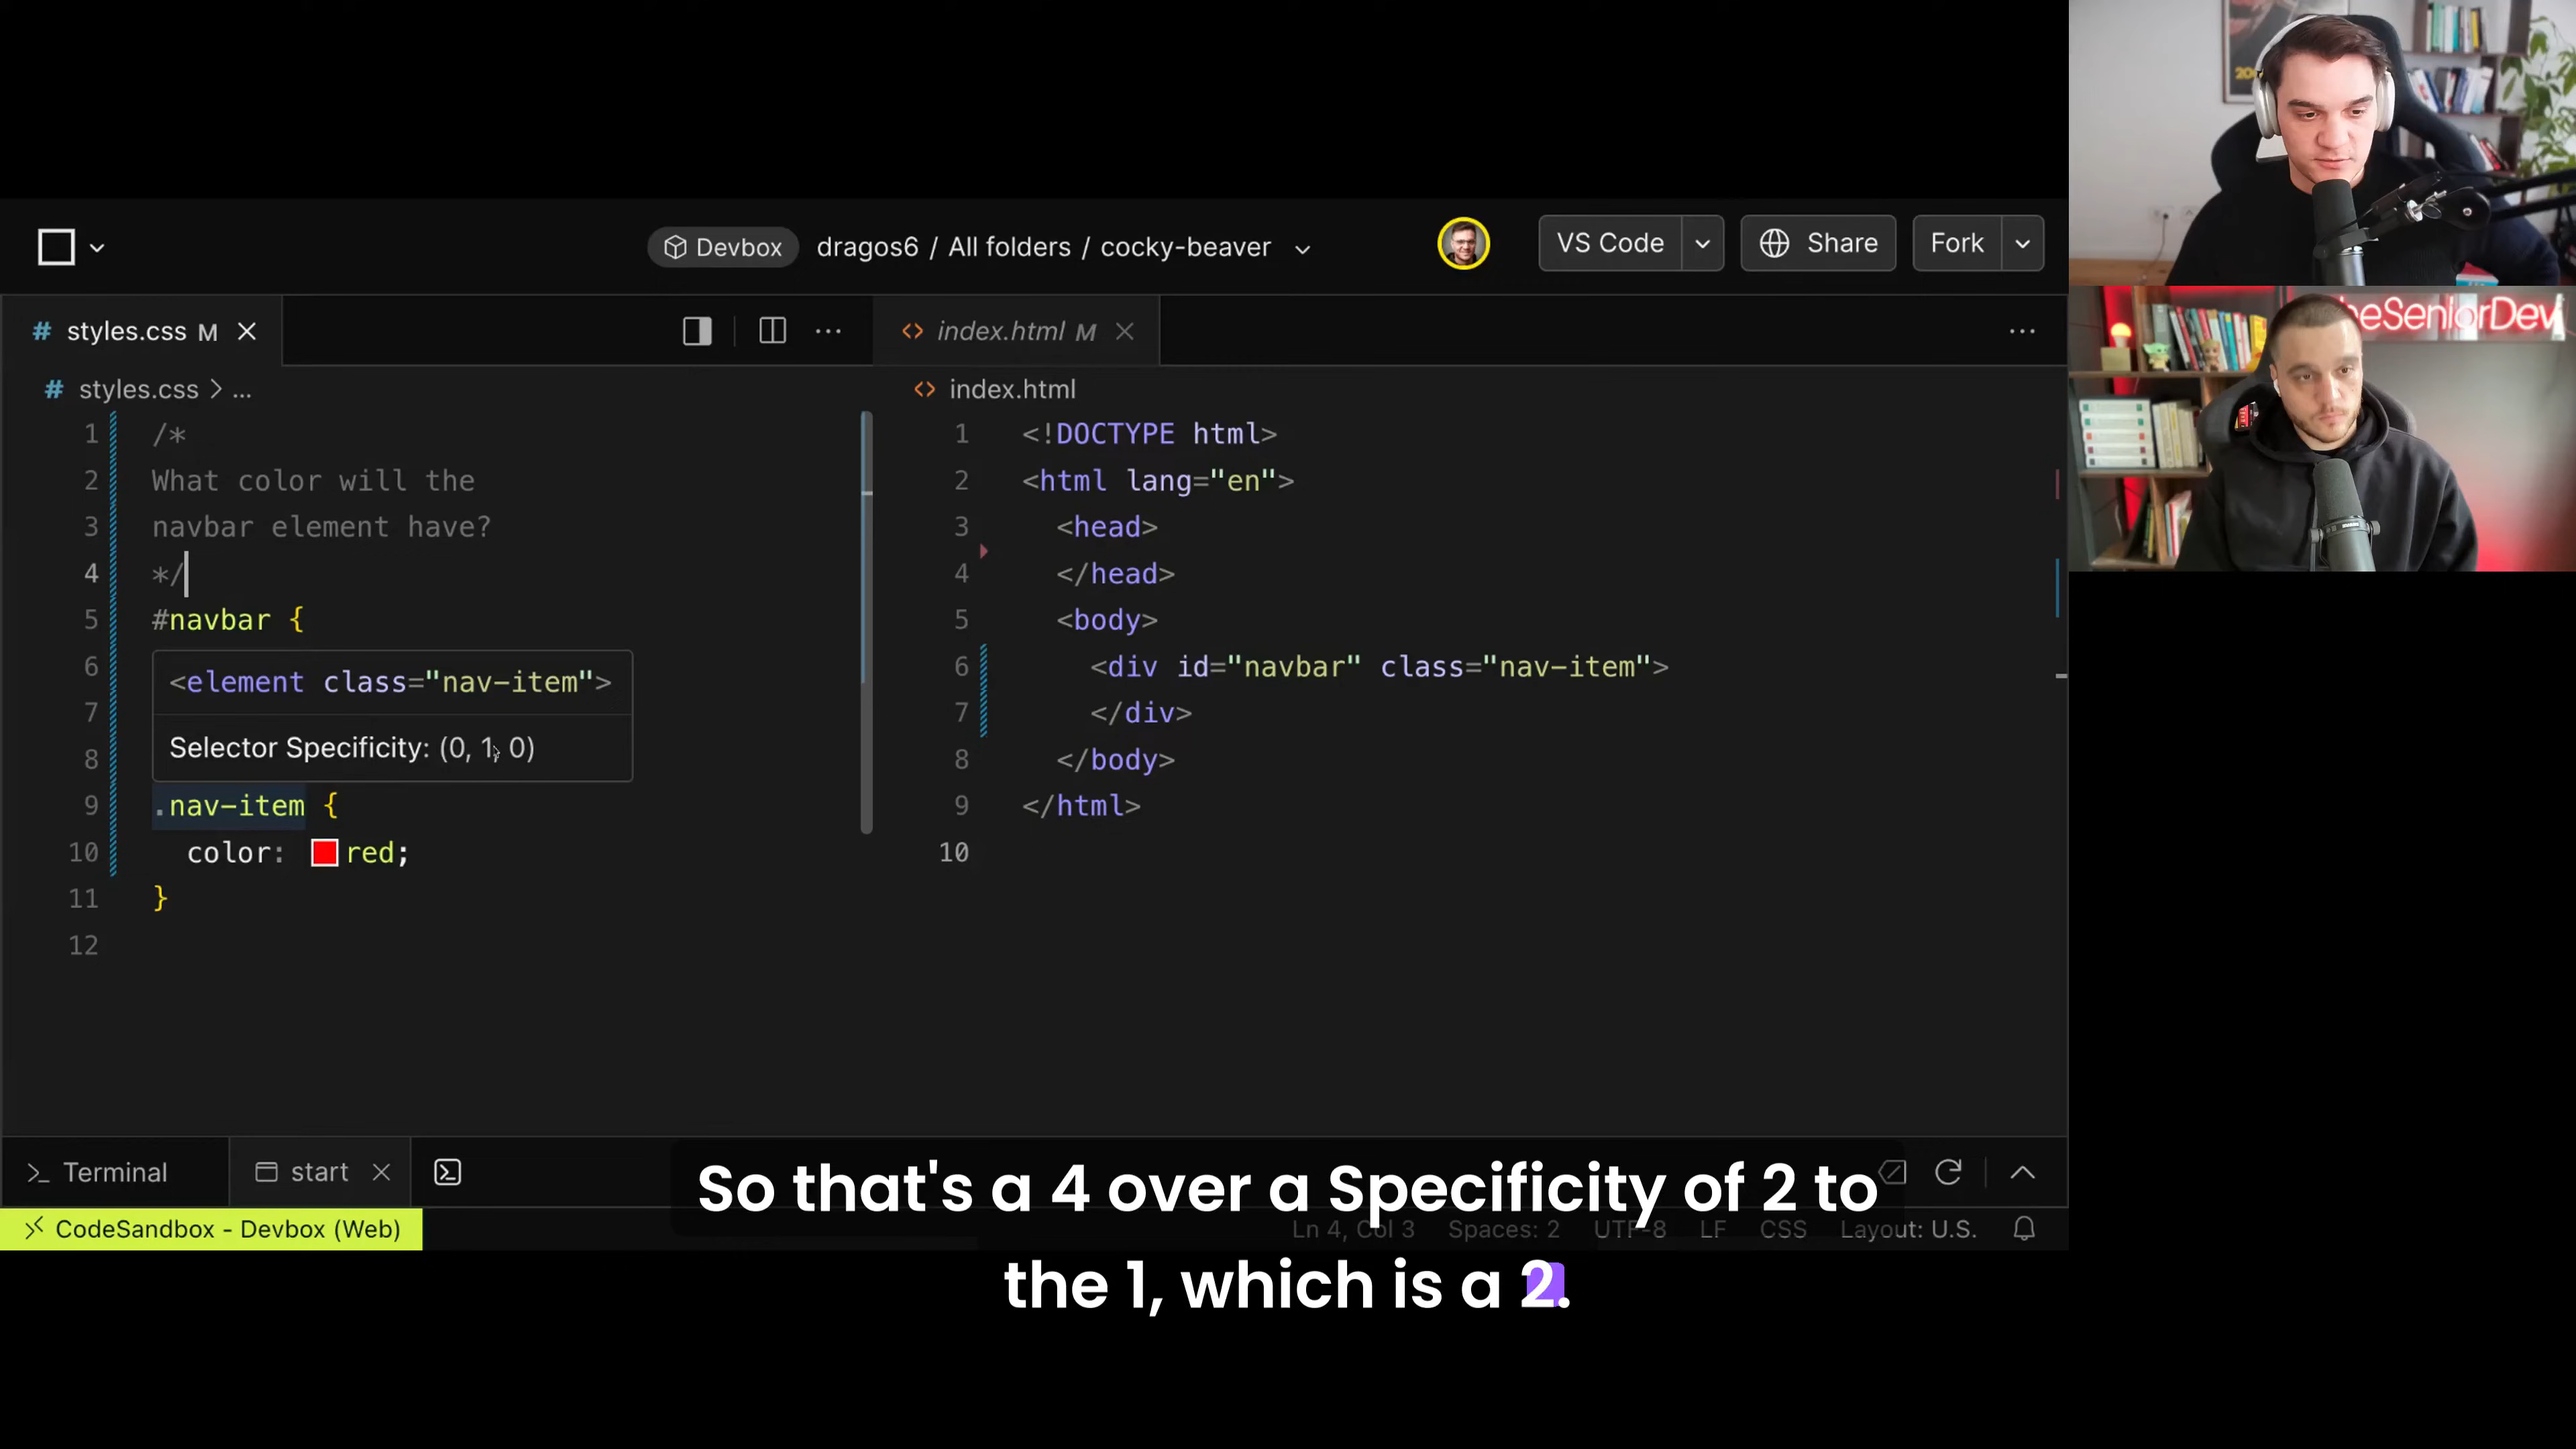 Devbox dragos6 / All folders / cocky-beaver
VS Code
Share
Fork
# styles.css M
<> index.html M
# styles.css > ...
1 /*
2 What color will the
3 navbar element have?
4 */
5 #navbar {
6
<element class="nav-item">
7
Selector Specificity: (0, 1, 0)
8
9 .nav-item {
10 color: red;
11 }
12
<> index.html
1 <!DOCTYPE html>
2 <html lang="en">
3 <head>
4 </head>
5 <body>
6 <div id="navbar" class="nav-item">
7 </div>
8 </body>
9 </html>
10
Terminal
start
CodeSandbox - Devbox (Web)
Ln 4, Col 3 Spaces: 2 UTF-8 LF CSS Layout: U.S.
So that's a 4 over a Specificity of 2 to
the 1, which is a 2.
eSeniorDev